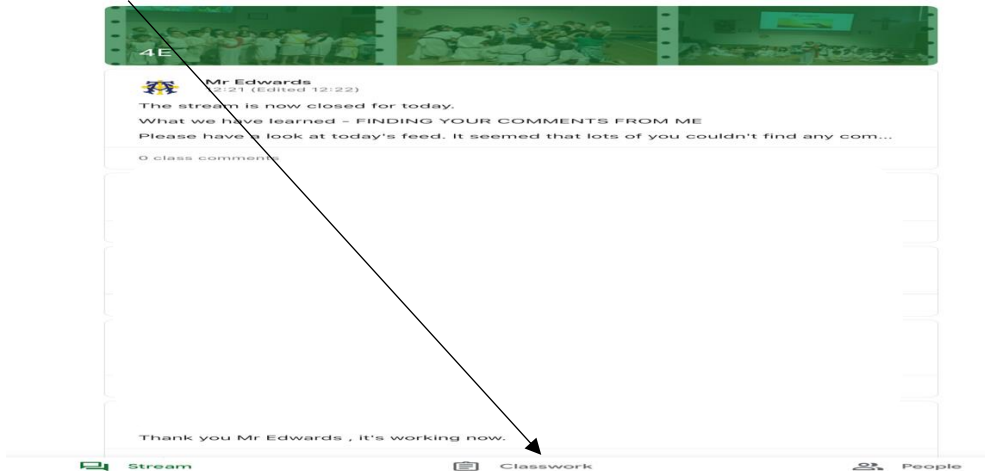 4E
Mr Edwards
12:21 (Edited 12:22)
The stream is now closed for today.
What we have learned - FINDING YOUR COMMENTS FROM ME
Please have a look at today's feed. It seemed that lots of you couldn't find any com...
0 class comments
Thank you Mr Edwards , it's working now.
Stream
Classwork
People